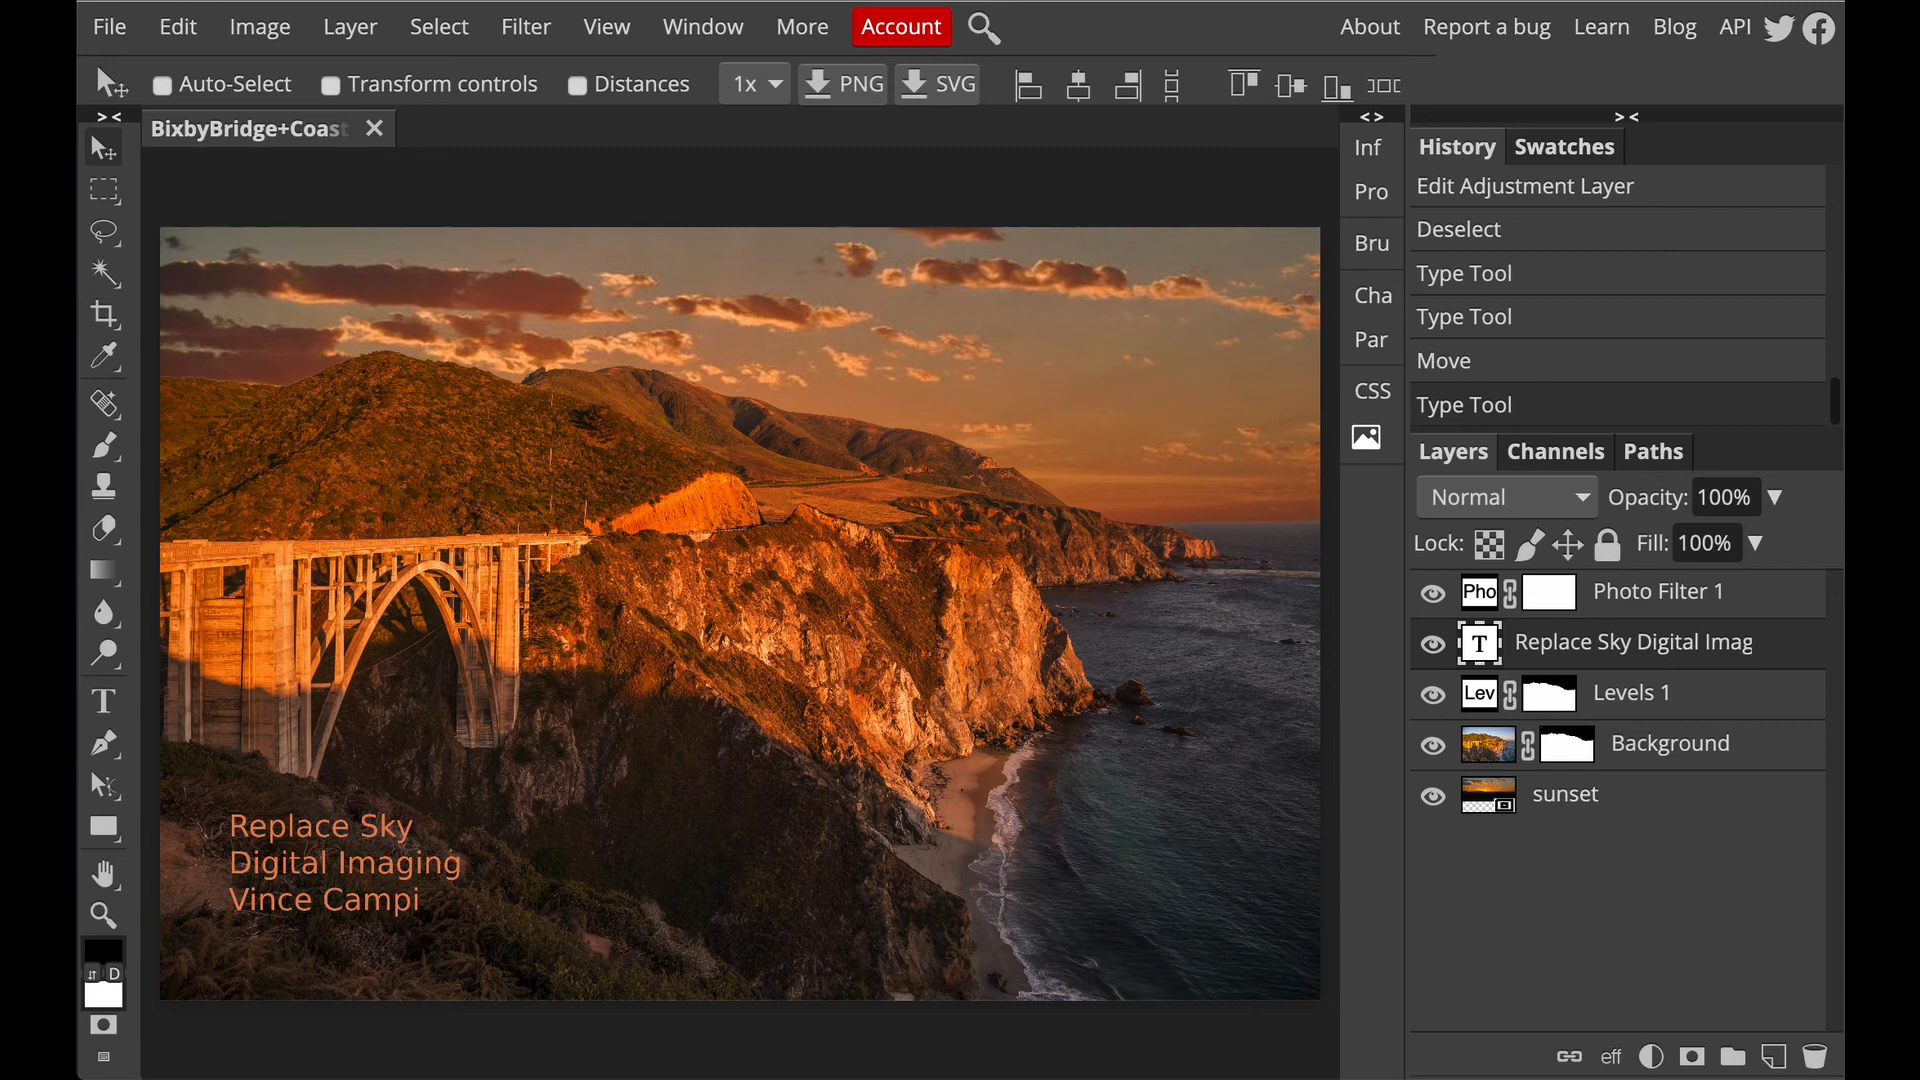 File Edit Image Layer Select Filter View Window More Account About Report a bug Learn Blog API
Auto-Select Transform controls Distances 1x PNG SVG
BixbyBridge+Coast
Inf
Pro
Bru
Cha
Par
CSS
History Swatches
Edit Adjustment Layer
Deselect
Type Tool
Type Tool
Move
Type Tool
Layers Channels Paths
Normal Opacity: 100%
Lock: Fill: 100%
Pho Photo Filter 1
T Replace Sky Digital Imag
Lev Levels 1
Background
sunset
eff
D
Replace Sky
Digital Imaging
Vince Campi